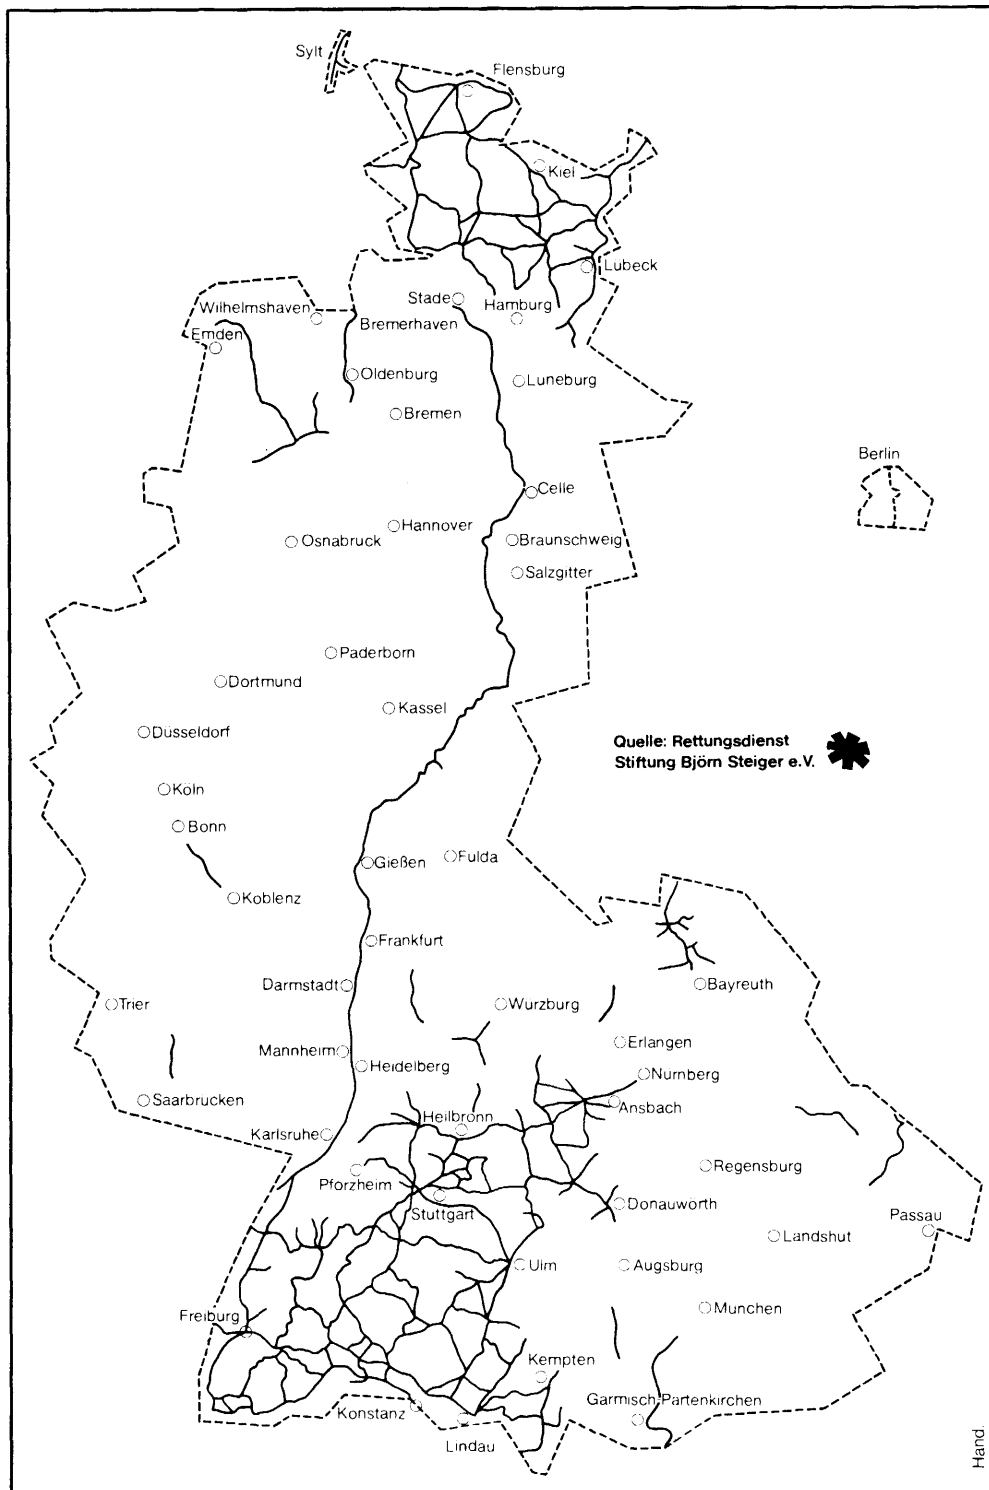 Sylt
Flensburg
Kiel
Lübeck
Stade
Hamburg
Wilhelmshaven
Bremerhaven
Emden
Oldenburg
Luneburg
Bremen
Berlin
Celle
Hannover
Osnabruck
Braunschweig
Salzgitter
Paderborn
Dortmund
Kassel
Düsseldorf
Quelle: Rettungsdienst
Stiftung Björn Steiger e.V.
Köln
Bonn
Gießen
Fulda
Koblenz
Frankfurt
Darmstadt
Bayreuth
Trier
Wurzburg
Erlangen
Mannheim
Heidelberg
Nürnberg
Saarbrucken
Ansbach
Heilbronn
Karlsruhe
Regensburg
Pforzheim
Stuttgart
Donauwörth
Passau
Landshut
Ulm
Augsburg
Freiburg
Munchen
Kempten
Garmisch-Partenkirchen
Konstanz
Lindau
Hand.